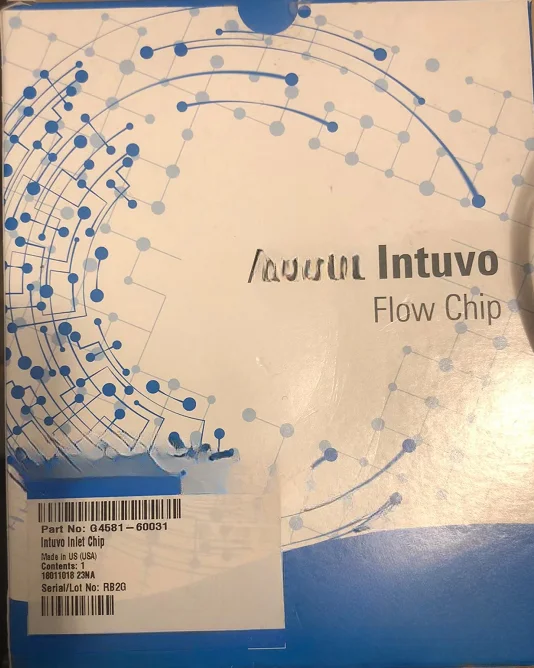 Intuvo
Flow Chip
Part No: G4581-60031
Intuvo Inlet Chip
Made in US (USA)
Contents: 1
18011018 23NA
Serial/Lot No: RB2G